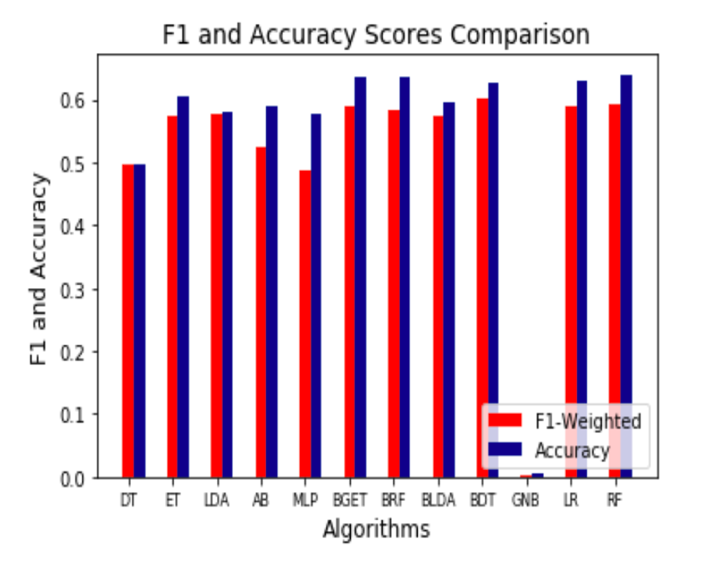 F1 and Accuracy Scores Comparison
F1 and Accuracy
0.6
0.5
0.4
0.3
0.2
0.1
0.0
F1-Weighted
Accuracy
DT ET LDA AB MLP BGET BRF BLDA BDT GNB LR RF
Algorithms